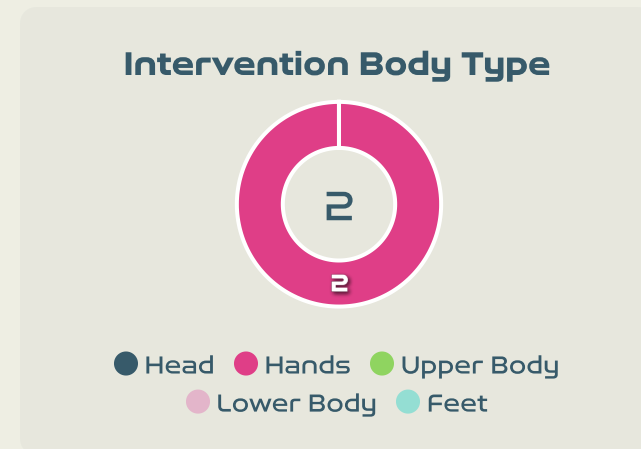 Intervention Body Type
2
2
Head Hands Upper Body
Lower Body Feet